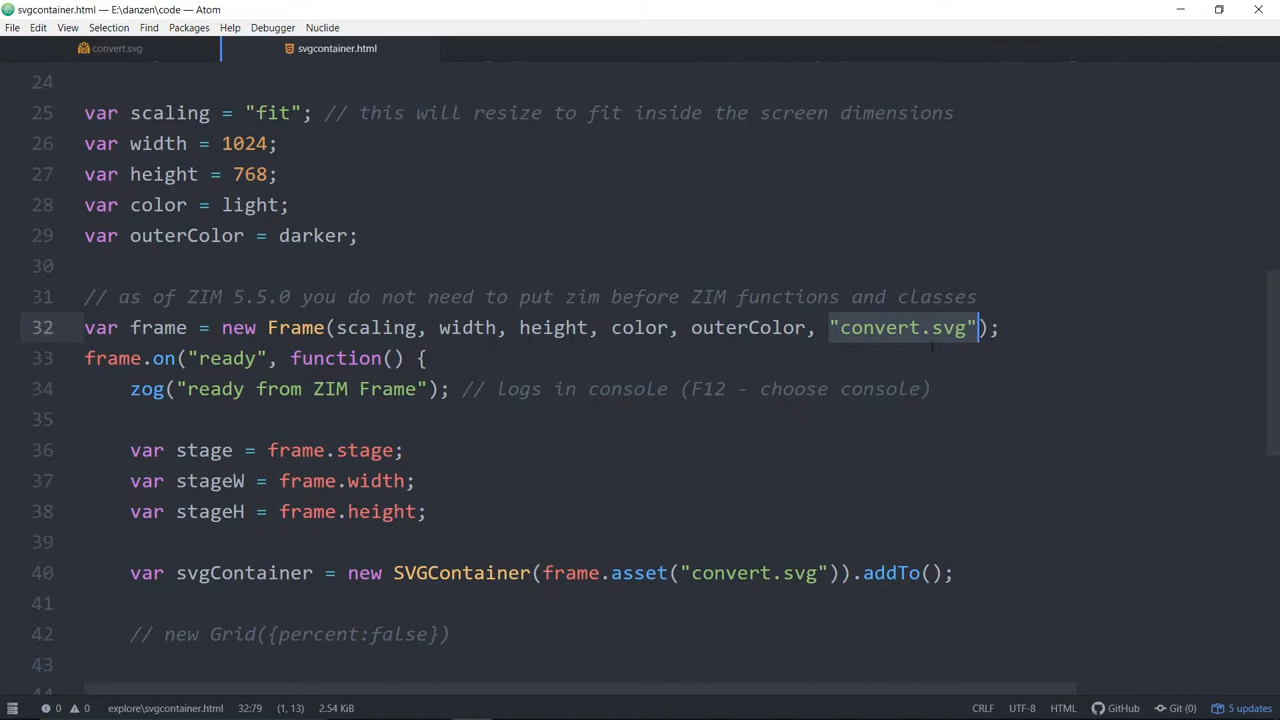 svgcontainer.html — E:\danzen\code — Atom
File Edit View Selection Find Packages Help Debugger Nuclide
convert.svg svgcontainer.html
24
25 var scaling = "fit"; // this will resize to fit inside the screen dimensions
26 var width = 1024;
27 var height = 768;
28 var color = light;
29 var outerColor = darker;
30
31 // as of ZIM 5.5.0 you do not need to put zim before ZIM functions and classes
32 var frame = new Frame(scaling, width, height, color, outerColor, "convert.svg");
33 frame.on("ready", function() {
34 zog("ready from ZIM Frame"); // logs in console (F12 - choose console)
35
36 var stage = frame.stage;
37 var stageW = frame.width;
38 var stageH = frame.height;
39
40 var svgContainer = new SVGContainer(frame.asset("convert.svg")).addTo();
41
42 // new Grid({percent:false})
43
44
0 0 explore\svgcontainer.html 32:79 (1, 13) 2.54 KiB CRLF UTF-8 HTML GitHub Git (0) 5 updates